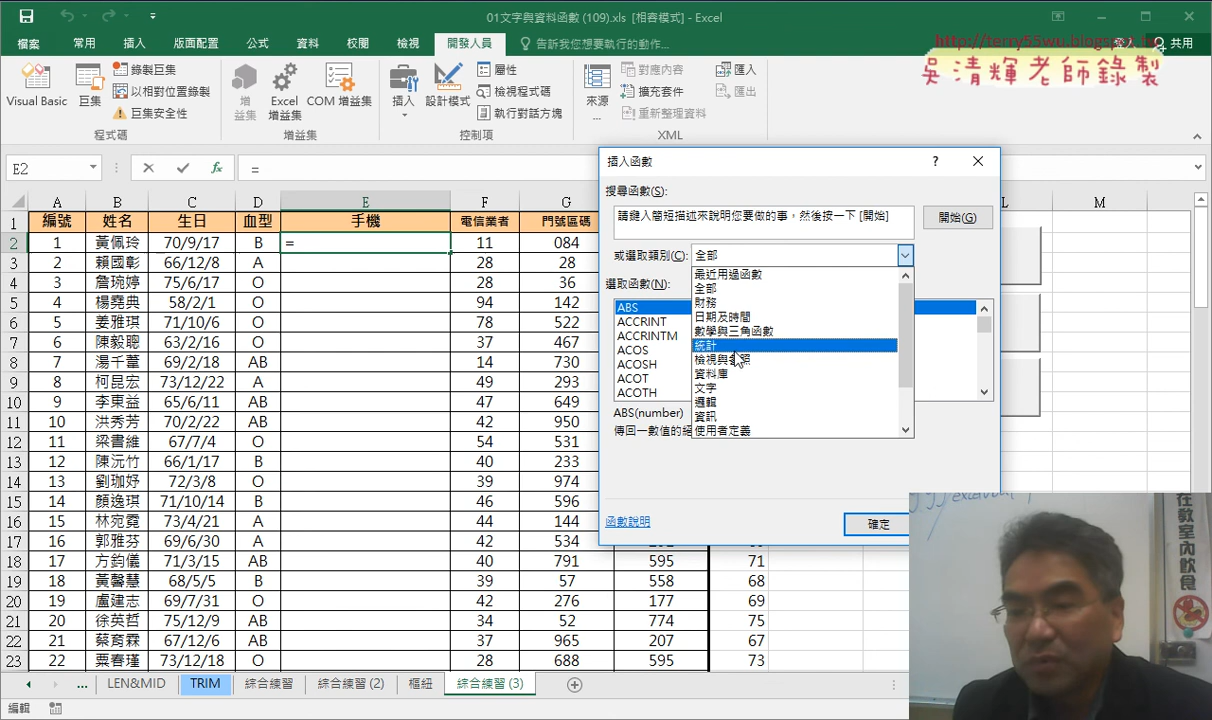 01文字與資料函數 (109).xls [相容模式] - Excel
http://terry55wu.blogspot.tw
吳清輝老師錄製
檔案 常用 插入 版面配置 公式 資料 校閱 檢視 開發人員 告訴我您想要執行的動作... 登入 共用
Visual Basic 巨集 錄製巨集 以相對位置錄製 巨集安全性 程式碼
增益集 Excel 增益集 COM 增益集 增益集
插入 設計模式 屬性 檢視程式碼 執行對話方塊 控制項
來源... 對應內容 擴充套件 重新整理資料 匯入 匯出 XML
E2 fx =
A B C D E F G L M
1 編號 姓名 生日 血型 手機 電信業者 門號區碼
2 1 黃佩玲 70/9/17 B = 11 084
3 2 賴國彰 66/12/8 A 28 28
4 3 詹琬婷 75/6/17 O 28 36
5 4 楊堯典 58/2/1 O 94 142
6 5 姜雅琪 71/10/6 O 78 522
7 6 陳毅聰 63/2/16 O 37 467
8 7 湯千菫 69/2/18 AB 14 730
9 8 柯昆宏 73/12/22 A 49 293
10 9 李東益 65/6/11 AB 47 649
11 10 洪秀芳 70/2/22 AB 42 950
12 11 梁書維 67/7/4 O 54 531
13 12 陳沅竹 66/1/17 B 40 233
14 13 劉珈妤 72/3/8 O 39 974
15 14 顏逸琪 71/10/14 B 46 596
16 15 林宛霓 73/4/21 A 44 144
17 16 郭雅芬 69/6/30 A 42 534
18 17 方鈞儀 71/3/15 AB 40 791 595 71
19 18 黃馨慧 68/5/5 B 39 57 558 68
20 19 盧建志 69/7/31 O 42 276 177 69
21 20 徐英哲 75/12/9 AB 34 52 774 75
22 21 蔡育霖 67/12/6 AB 37 965 207 67
23 22 粟春瑾 73/12/18 O 28 688 595 73
插入函數 ?
搜尋函數(S):
請鍵入簡短描述來說明您要做的事，然後按一下 [開始]
開始(G)
或選取類別(C): 全部
最近用過函數
全部
財務
日期及時間
數學與三角函數
統計
檢視與參照
資料庫
文字
邏輯
資訊
使用者定義
選取函數(N):
ABS
ACCRINT
ACCRINTM
ACOS
ACOSH
ACOT
ACOTH
ABS(number)
傳回一數值的絕
函數說明
確定
在教室內飲食
... LEN&MID TRIM 綜合練習 綜合練習 (2) 樞紐 綜合練習 (3)
編輯